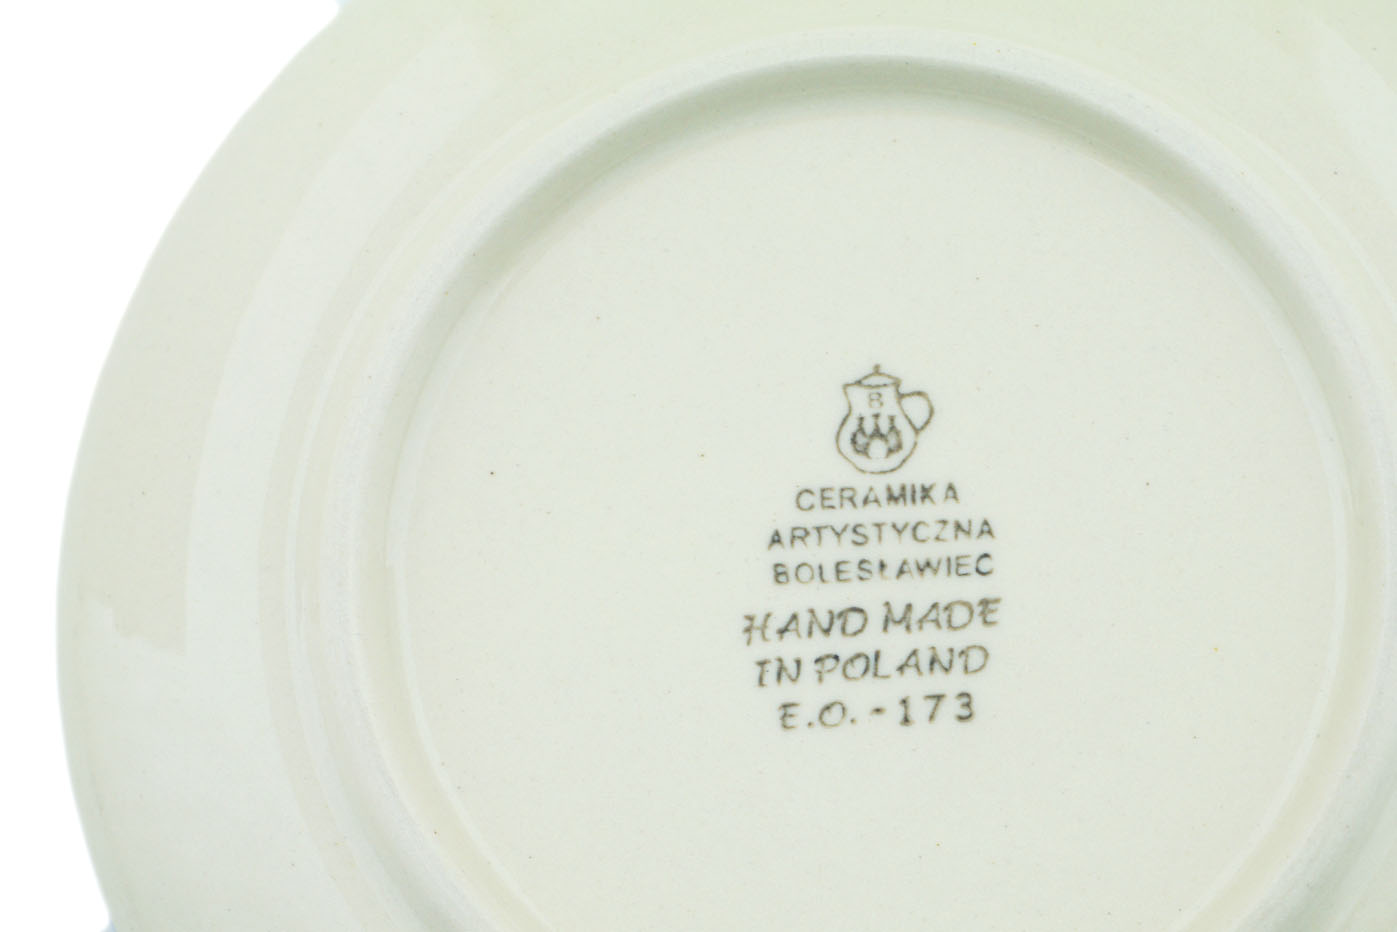 B
CERAMIKA
ARTYSTYCZNA
BOLESŁAWIEC
HAND MADE
IN POLAND
E.O.-173